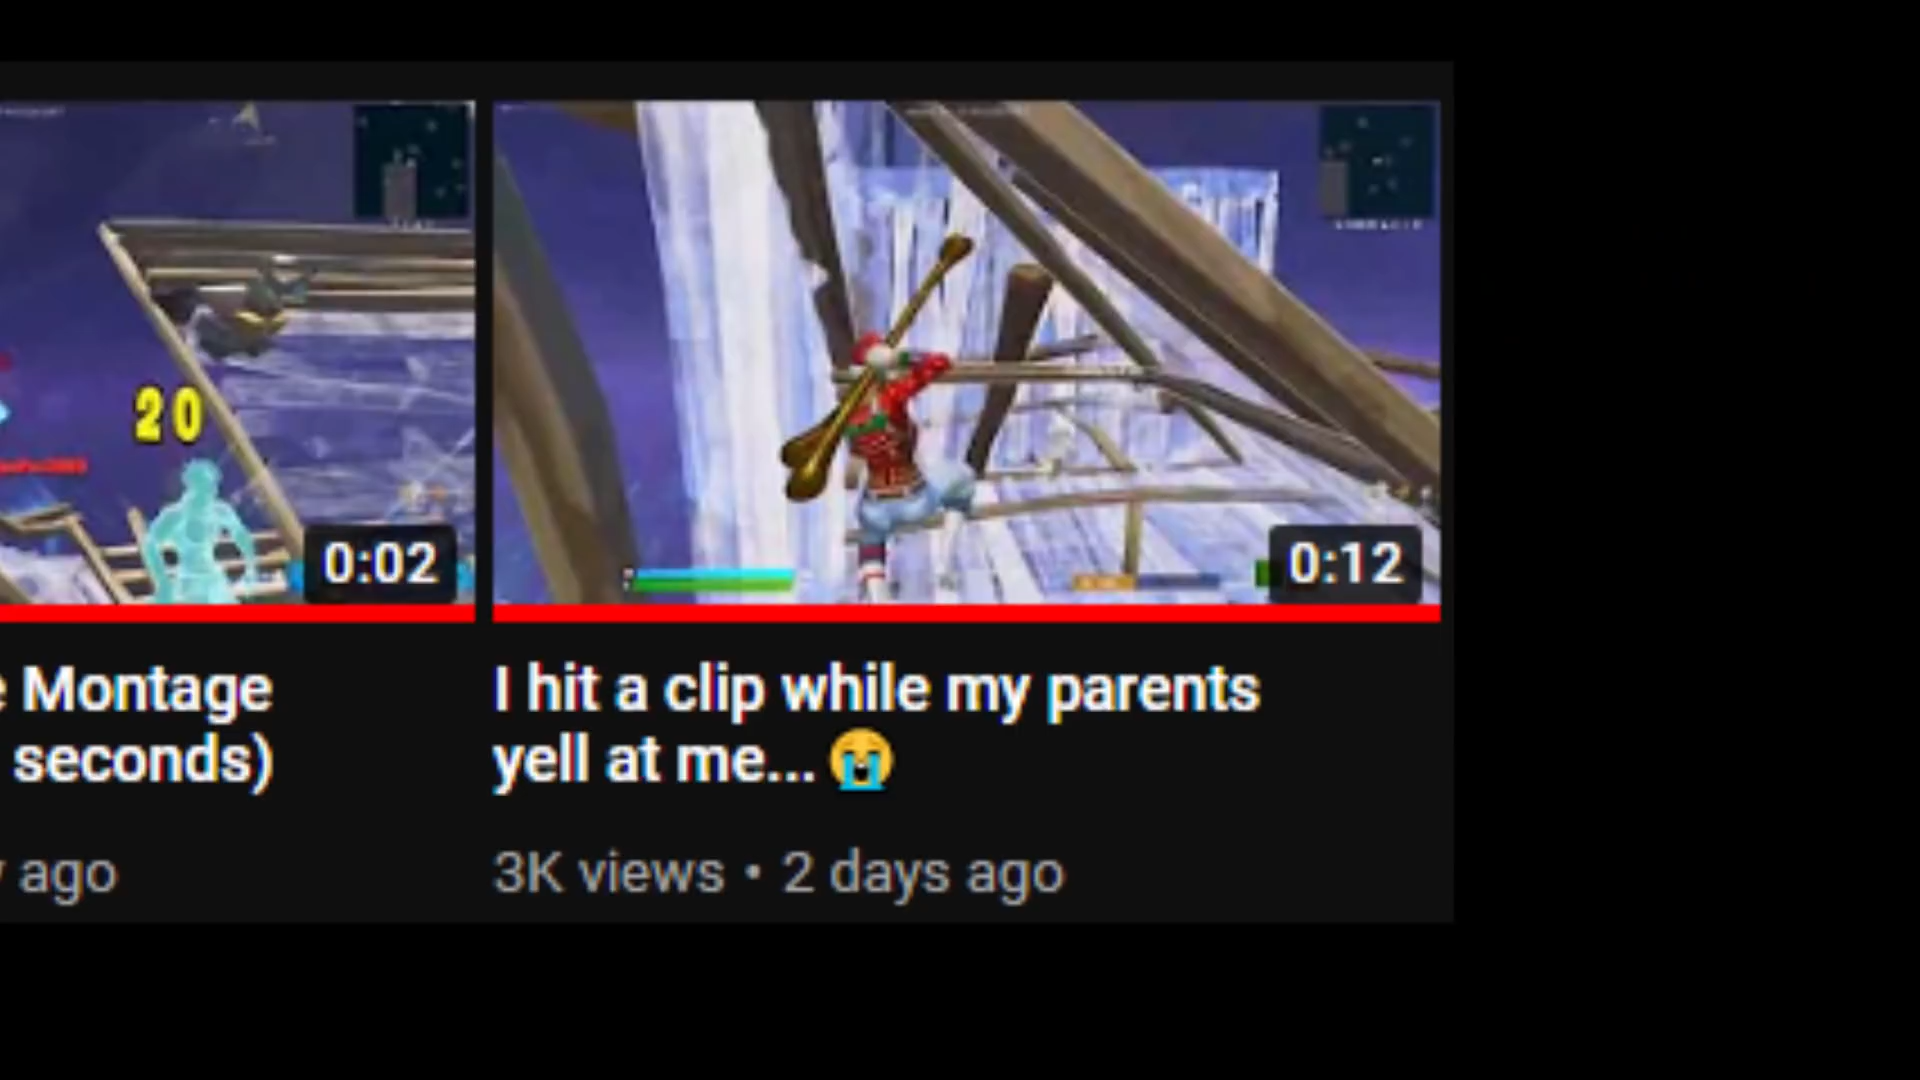 20
0:02
0:12
Montage
seconds)
ago
I hit a clip while my parents
yell at me... 😭
3K views • 2 days ago